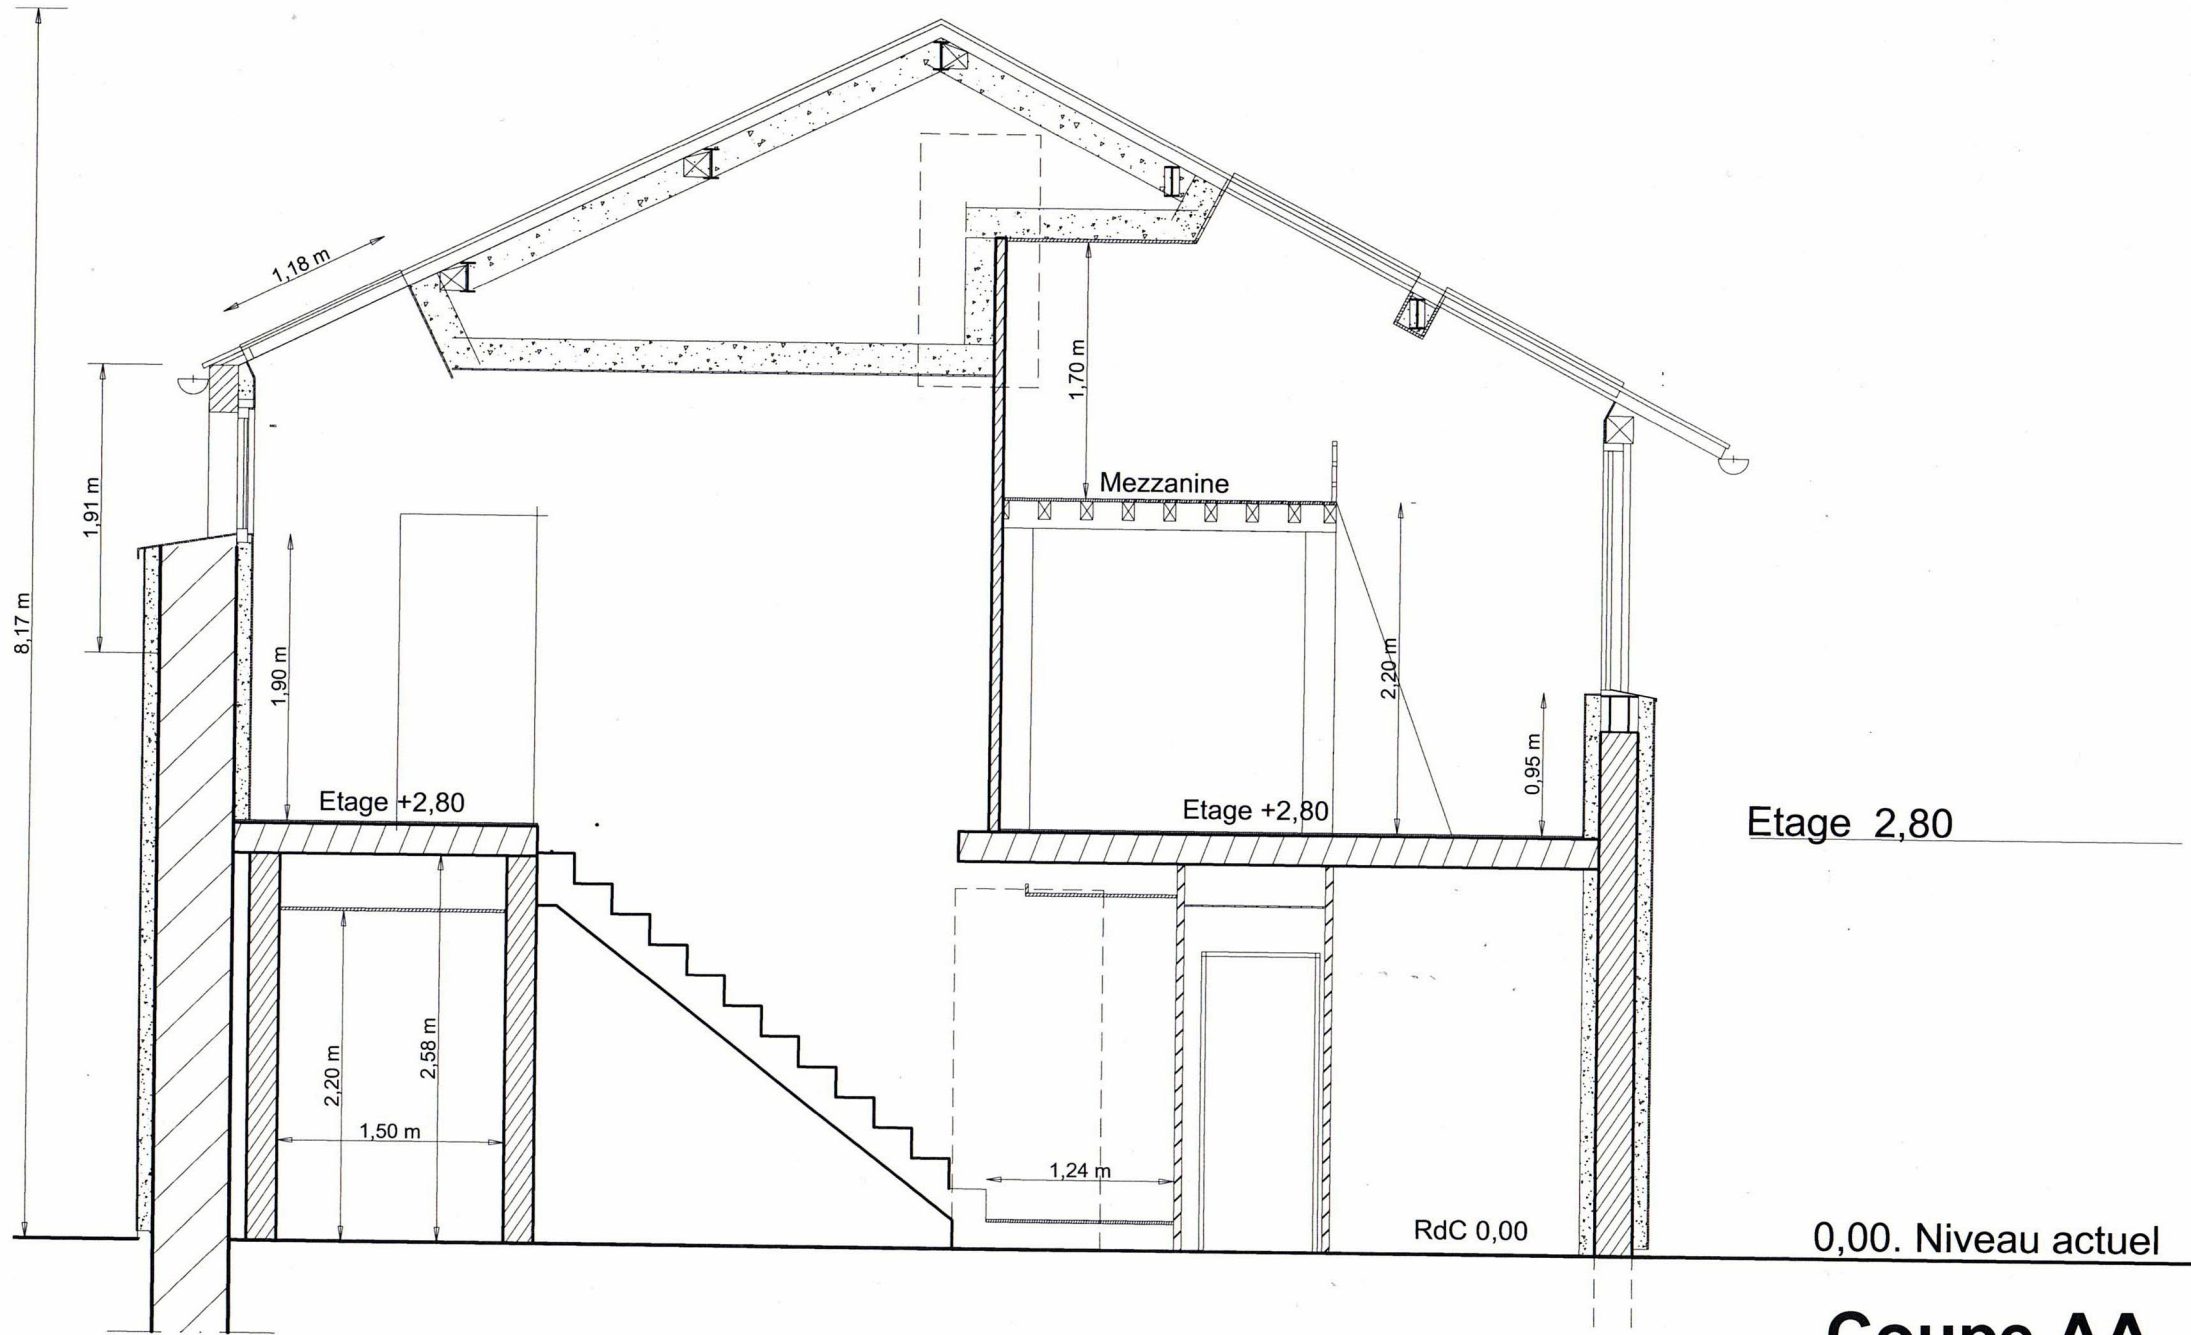 1,18 m
1,70 m
Mezzanine
1,91 m
8,17 m
1,90 m
2,20 m
0,95 m
Etage +2,80
Etage +2,80
Etage 2,80
2,20 m
2,58 m
1,50 m
1,24 m
RdC 0,00
0,00. Niveau actuel
Coupe AA